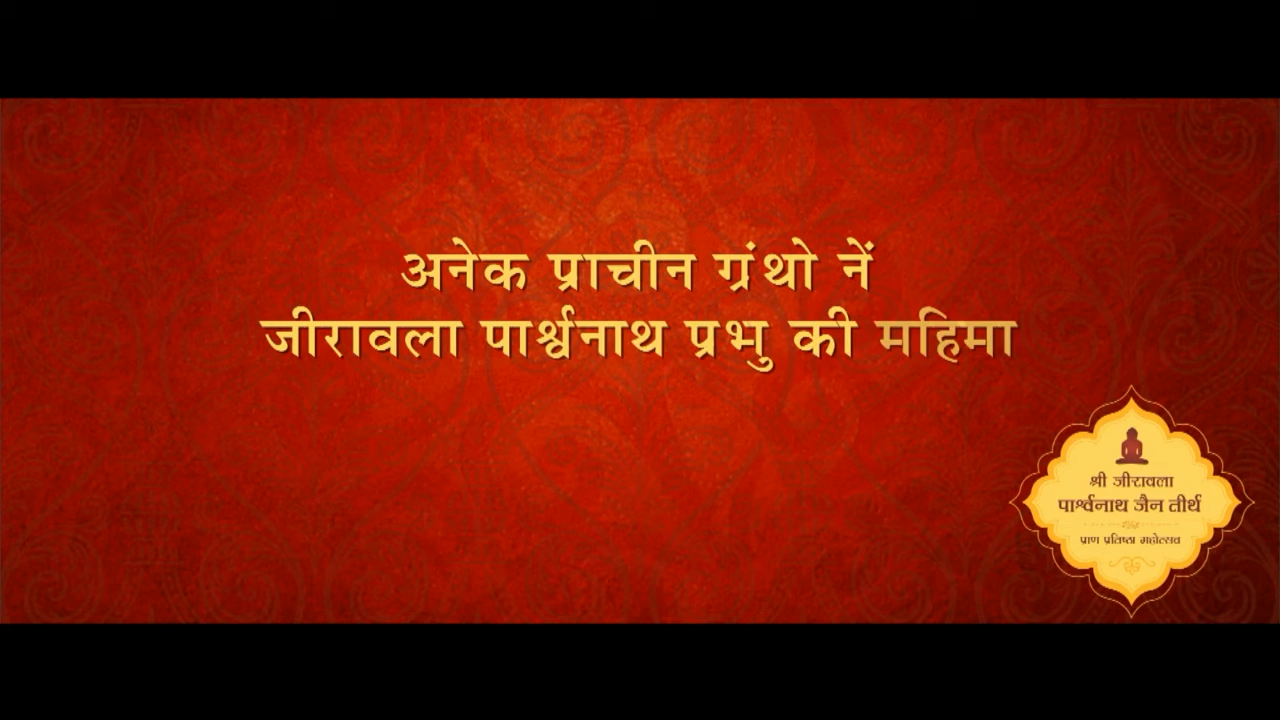 अनेक प्राचीन ग्रंथो नें
जीरावला पार्श्वनाथ प्रभु की महिमा
श्री जीरावला
पार्श्वनाथ जैन तीर्थ
प्राण प्रतिष्ठा महोत्सव